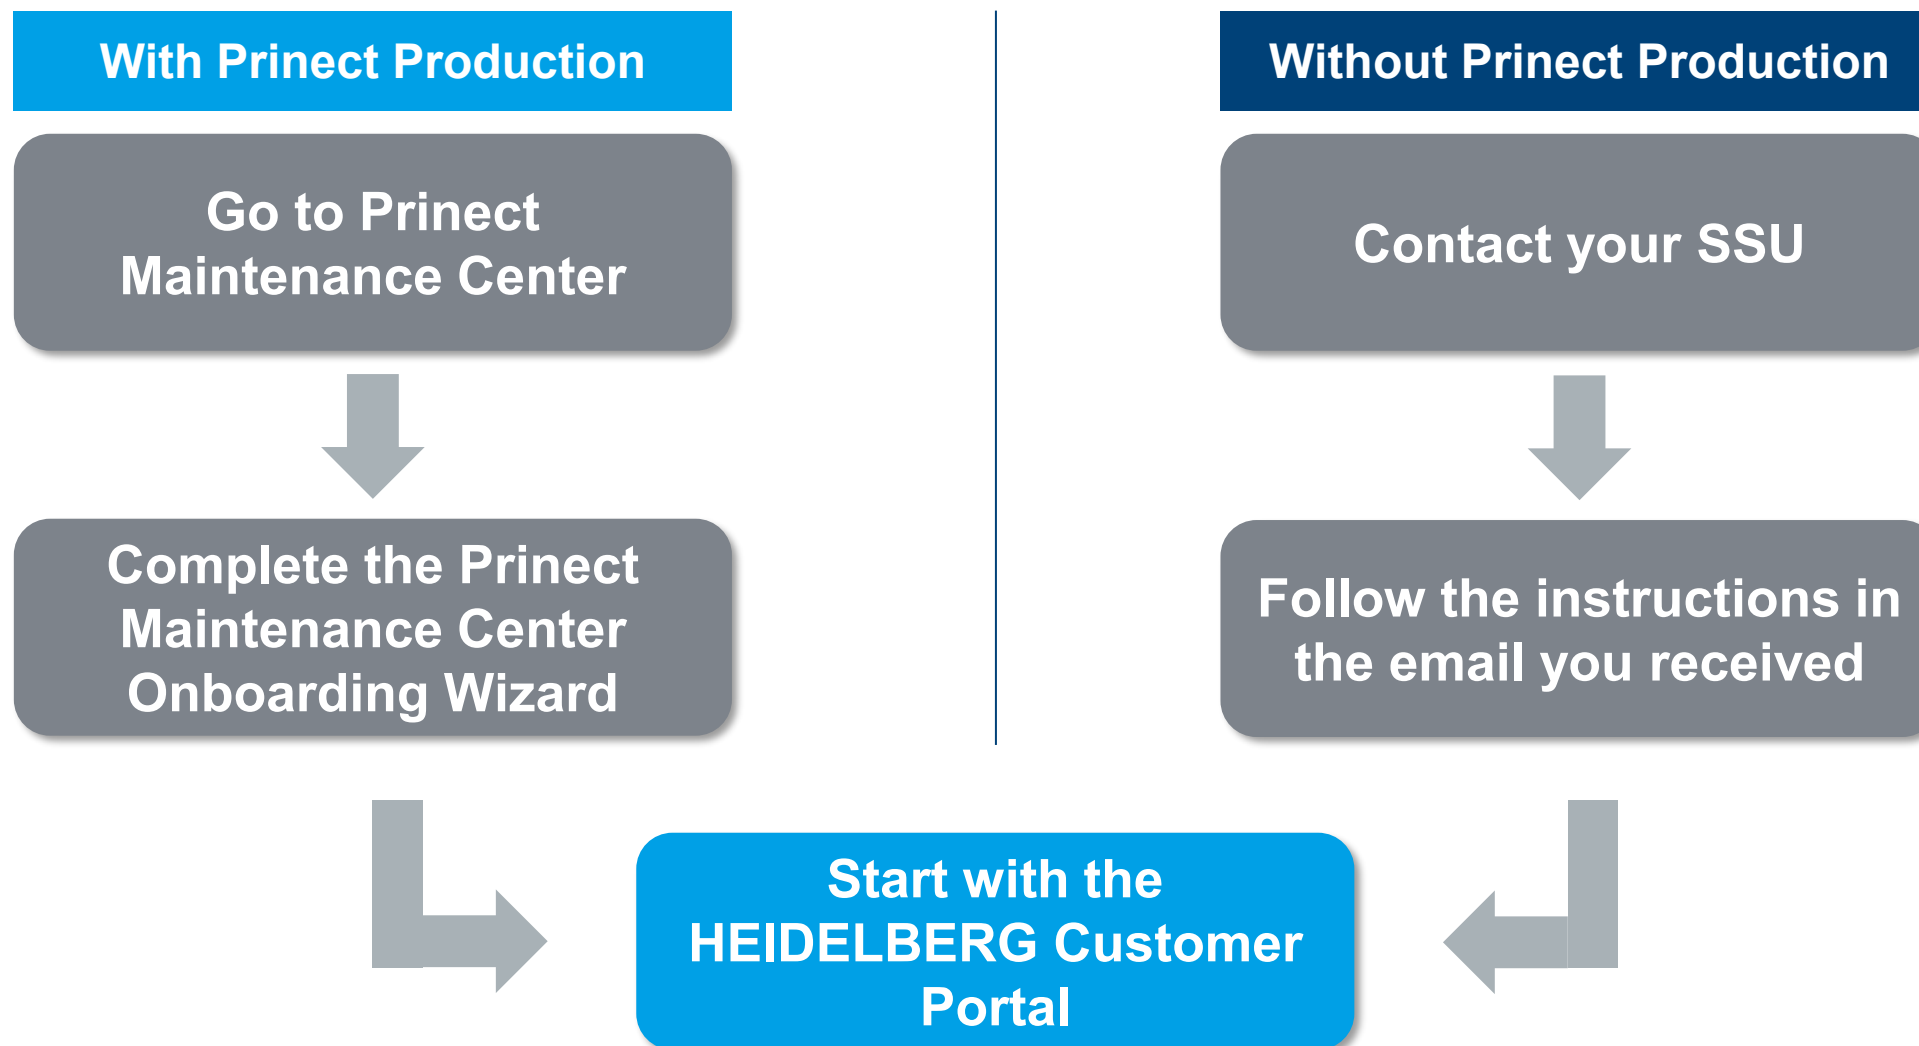 With Prinect Production
Go to Prinect
Maintenance Center
Complete the Prinect
Maintenance Center
Onboarding Wizard
Without Prinect Production
Contact your SSU
Follow the instructions in
the email you received
Start with the
HEIDELBERG Customer
Portal